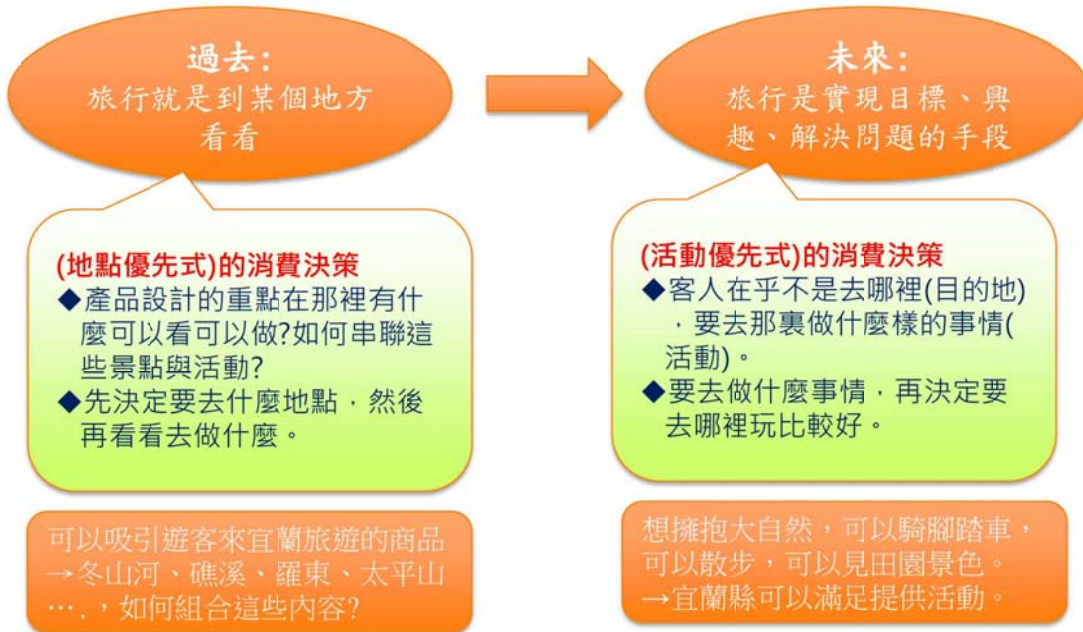 過去:
旅行就是到某個地方
看看
未來:
旅行是實現目標、興
趣、解決問題的手段
(地點優先式)的消費決策
◆產品設計的重點在那裡有什
麼可以看可以做?如何串聯這
些景點與活動?
◆先決定要去什麼地點，然後
再看看去做什麼。
(活動優先式)的消費決策
◆客人在乎不是去哪裡(目的地)
，要去那裏做什麼樣的事情(
活動)。
◆要去做什麼事情，再決定要
去哪裡玩比較好。
可以吸引遊客來宜蘭旅遊的商品
→冬山河、礁溪、羅東、太平山
….，如何組合這些內容?
想擁抱大自然，可以騎腳踏車，
可以散步，可以見田園景色。
→宜蘭縣可以滿足提供活動。